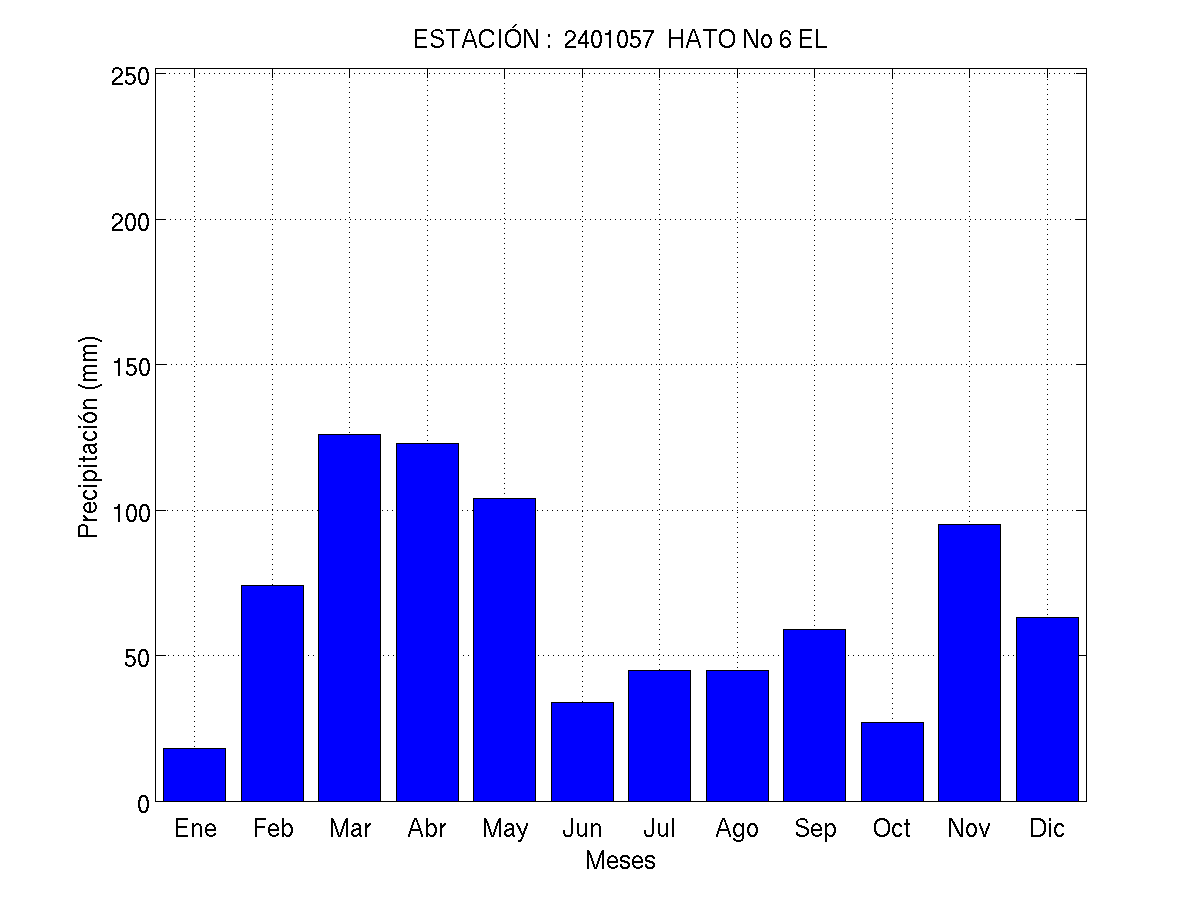 ESTACIÓN : 2401057 HATO No 6 EL
250
200
150
100
50
0
Precipitación (mm)
Ene Feb Mar Abr May Jun Jul Ago Sep Oct Nov Dic
Meses